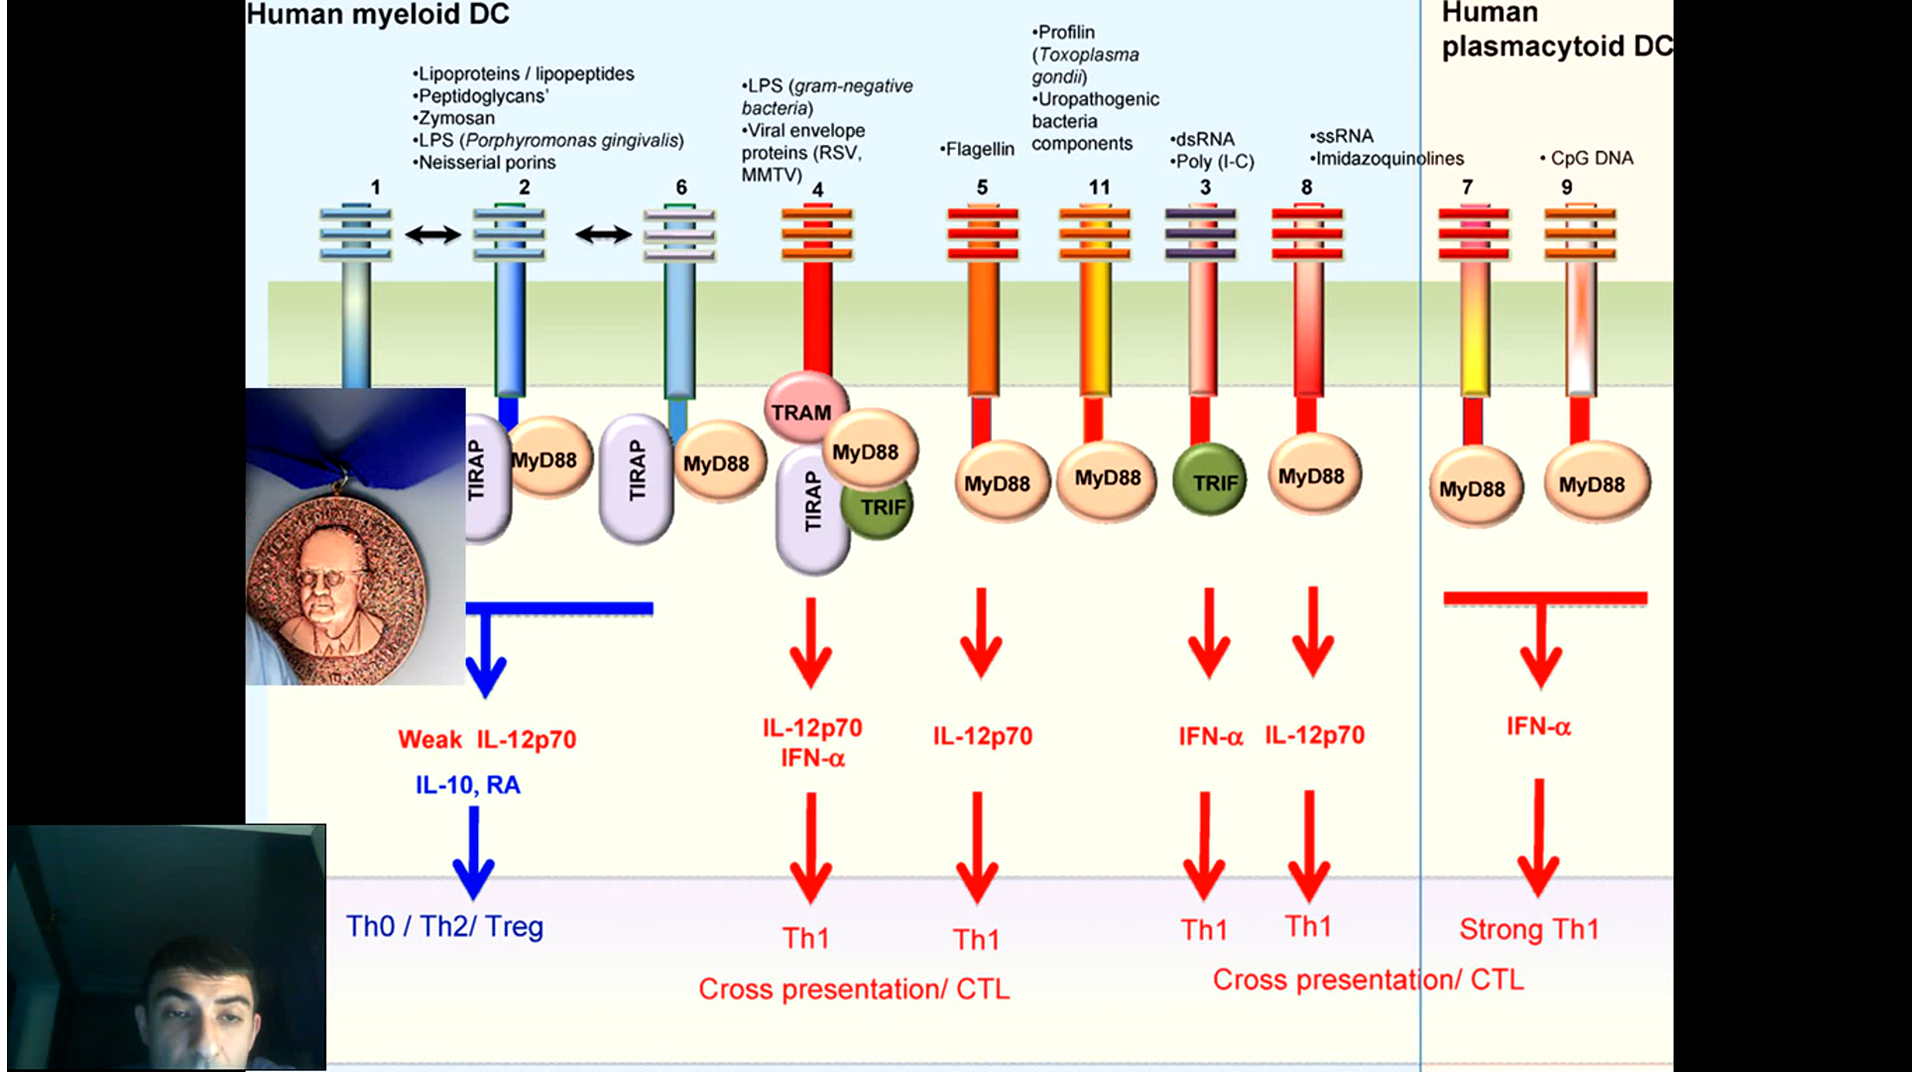 Human myeloid DC
Human
plasmacytoid DC
•Lipoproteins / lipopeptides
•Peptidoglycans’
•Zymosan
•LPS (Porphyromonas gingivalis)
•Neisserial porins
•LPS (gram-negative
bacteria)
•Viral envelope
proteins (RSV,
MMTV)
•Flagellin
•Profilin
(Toxoplasma
gondii)
•Uropathogenic
bacteria
components
•dsRNA
•Poly (I-C)
•ssRNA
•Imidazoquinolines
• CpG DNA
1
2
6
4
5
11
3
8
7
9
TIRAP
MyD88
TIRAP
MyD88
TRAM
MyD88
TIRAP
TRIF
MyD88
MyD88
TRIF
MyD88
MyD88
MyD88
Weak IL-12p70
IL-10, RA
IL-12p70
IFN-α
IL-12p70
IFN-α
IL-12p70
IFN-α
Th0 / Th2/ Treg
Th1
Th1
Th1
Th1
Strong Th1
Cross presentation/ CTL
Cross presentation/ CTL